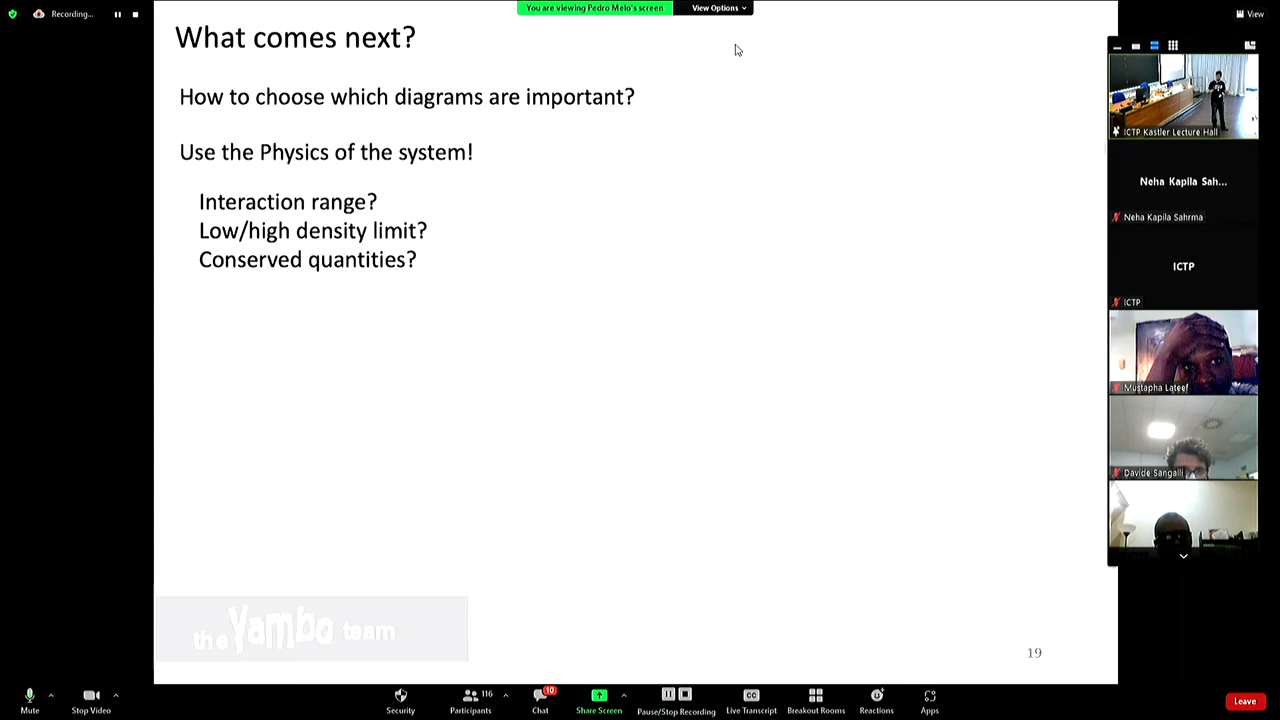 Recording...
You are viewing Pedro Melo's screen
View Options
View
What comes next?
How to choose which diagrams are important?
Use the Physics of the system!
Interaction range?
Low/high density limit?
Conserved quantities?
the Yambo team
19
ICTP Kastler Lecture Hall
Neha Kapila Sah...
Neha Kapila Sahrma
ICTP
ICTP
Mustapha Lateef
Davide Sangalli
Mute
Stop Video
Security
116
Participants
10
Chat
Share Screen
Pause/Stop Recording
CC
Live Transcript
Breakout Rooms
Reactions
Apps
Leave